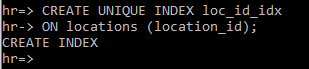 hr=> CREATE UNIQUE INDEX loc_id_idx
hr-> ON locations (location_id);
CREATE INDEX
hr=>